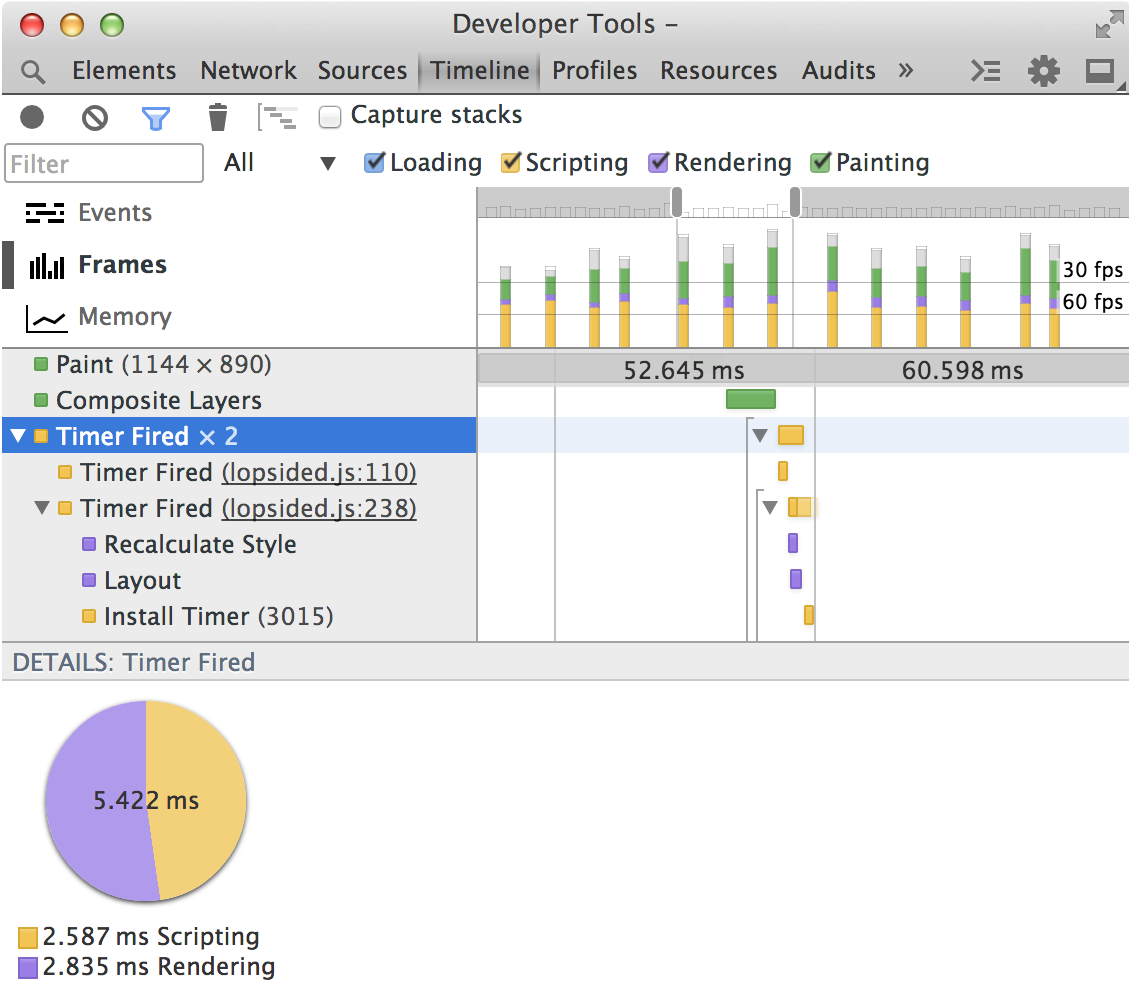 Developer Tools –
Elements Network Sources Timeline Profiles Resources Audits »
Capture stacks
Filter All Loading Scripting Rendering Painting
Events
Frames
Memory
30 fps
60 fps
Paint (1144 × 890) 52.645 ms 60.598 ms
Composite Layers
Timer Fired × 2
Timer Fired (lopsided.js:110)
Timer Fired (lopsided.js:238)
Recalculate Style
Layout
Install Timer (3015)
DETAILS: Timer Fired
5.422 ms
2.587 ms Scripting
2.835 ms Rendering